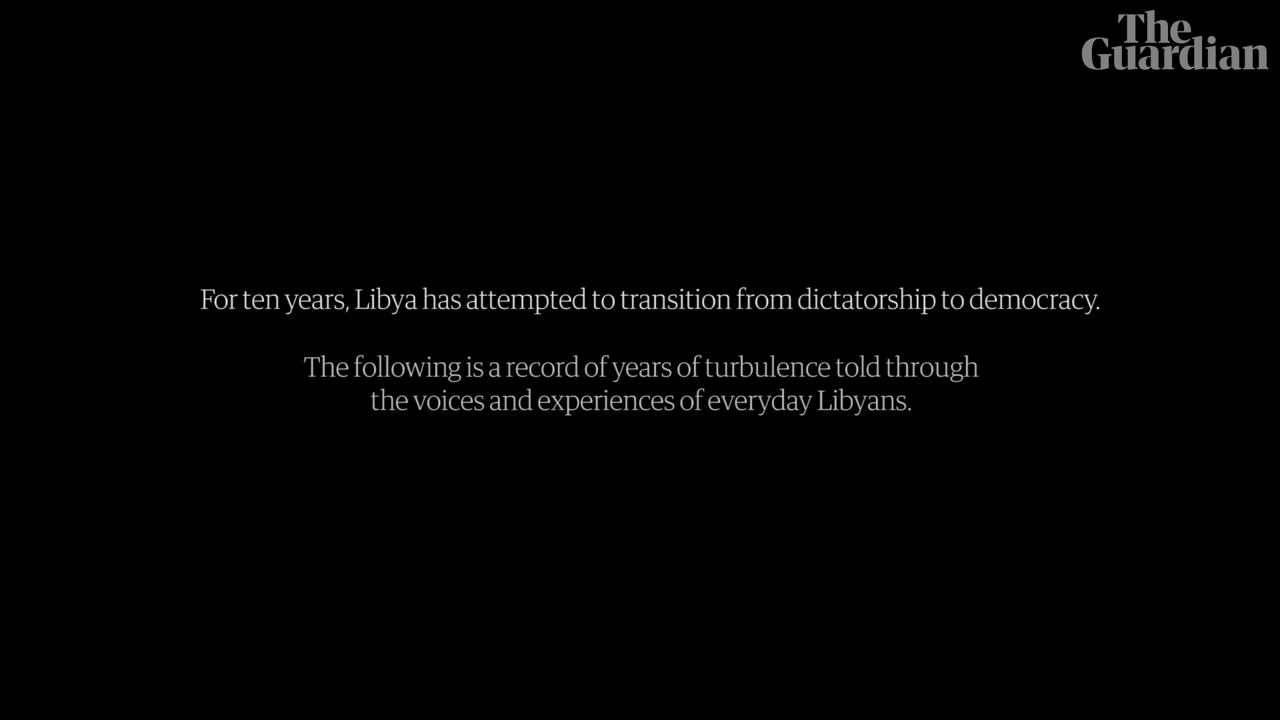 The
Guardian
For ten years, Libya has attempted to transition from dictatorship to democracy.
The following is a record of years of turbulence told through
the voices and experiences of everyday Libyans.